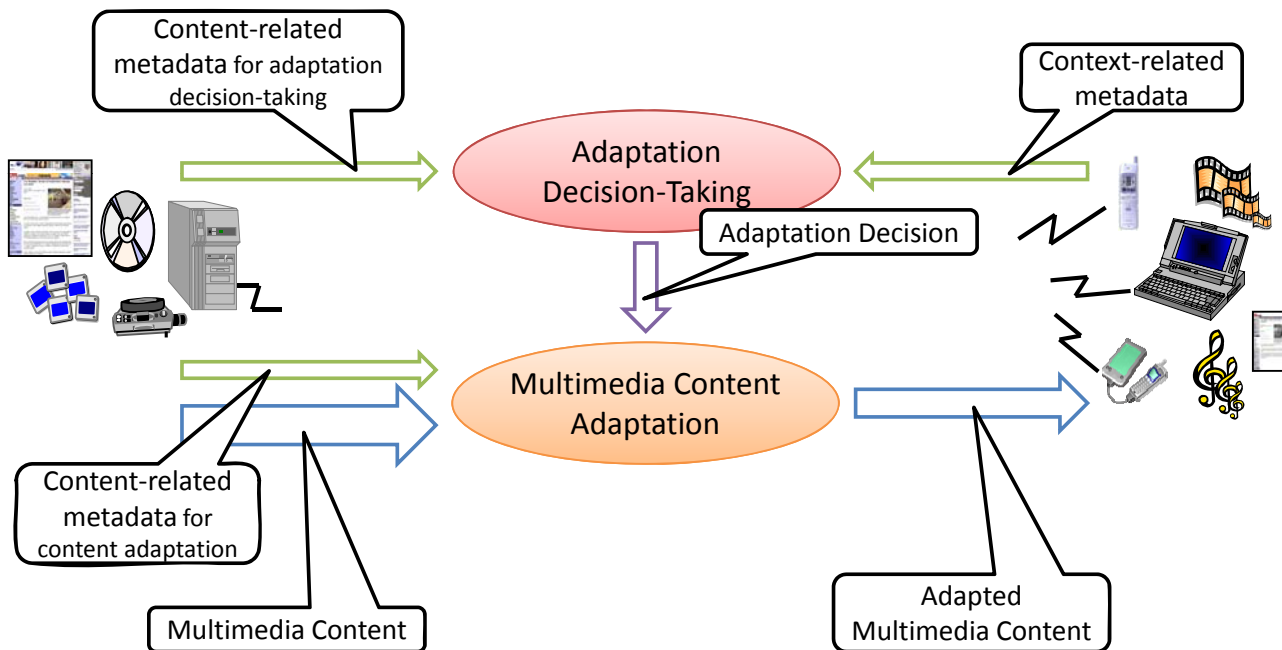 Content-related
metadata for adaptation
decision-taking
Context-related
metadata
Adaptation
Decision-Taking
Adaptation Decision
Multimedia Content
Adaptation
Content-related
metadata for
content adaptation
Multimedia Content
Adapted
Multimedia Content